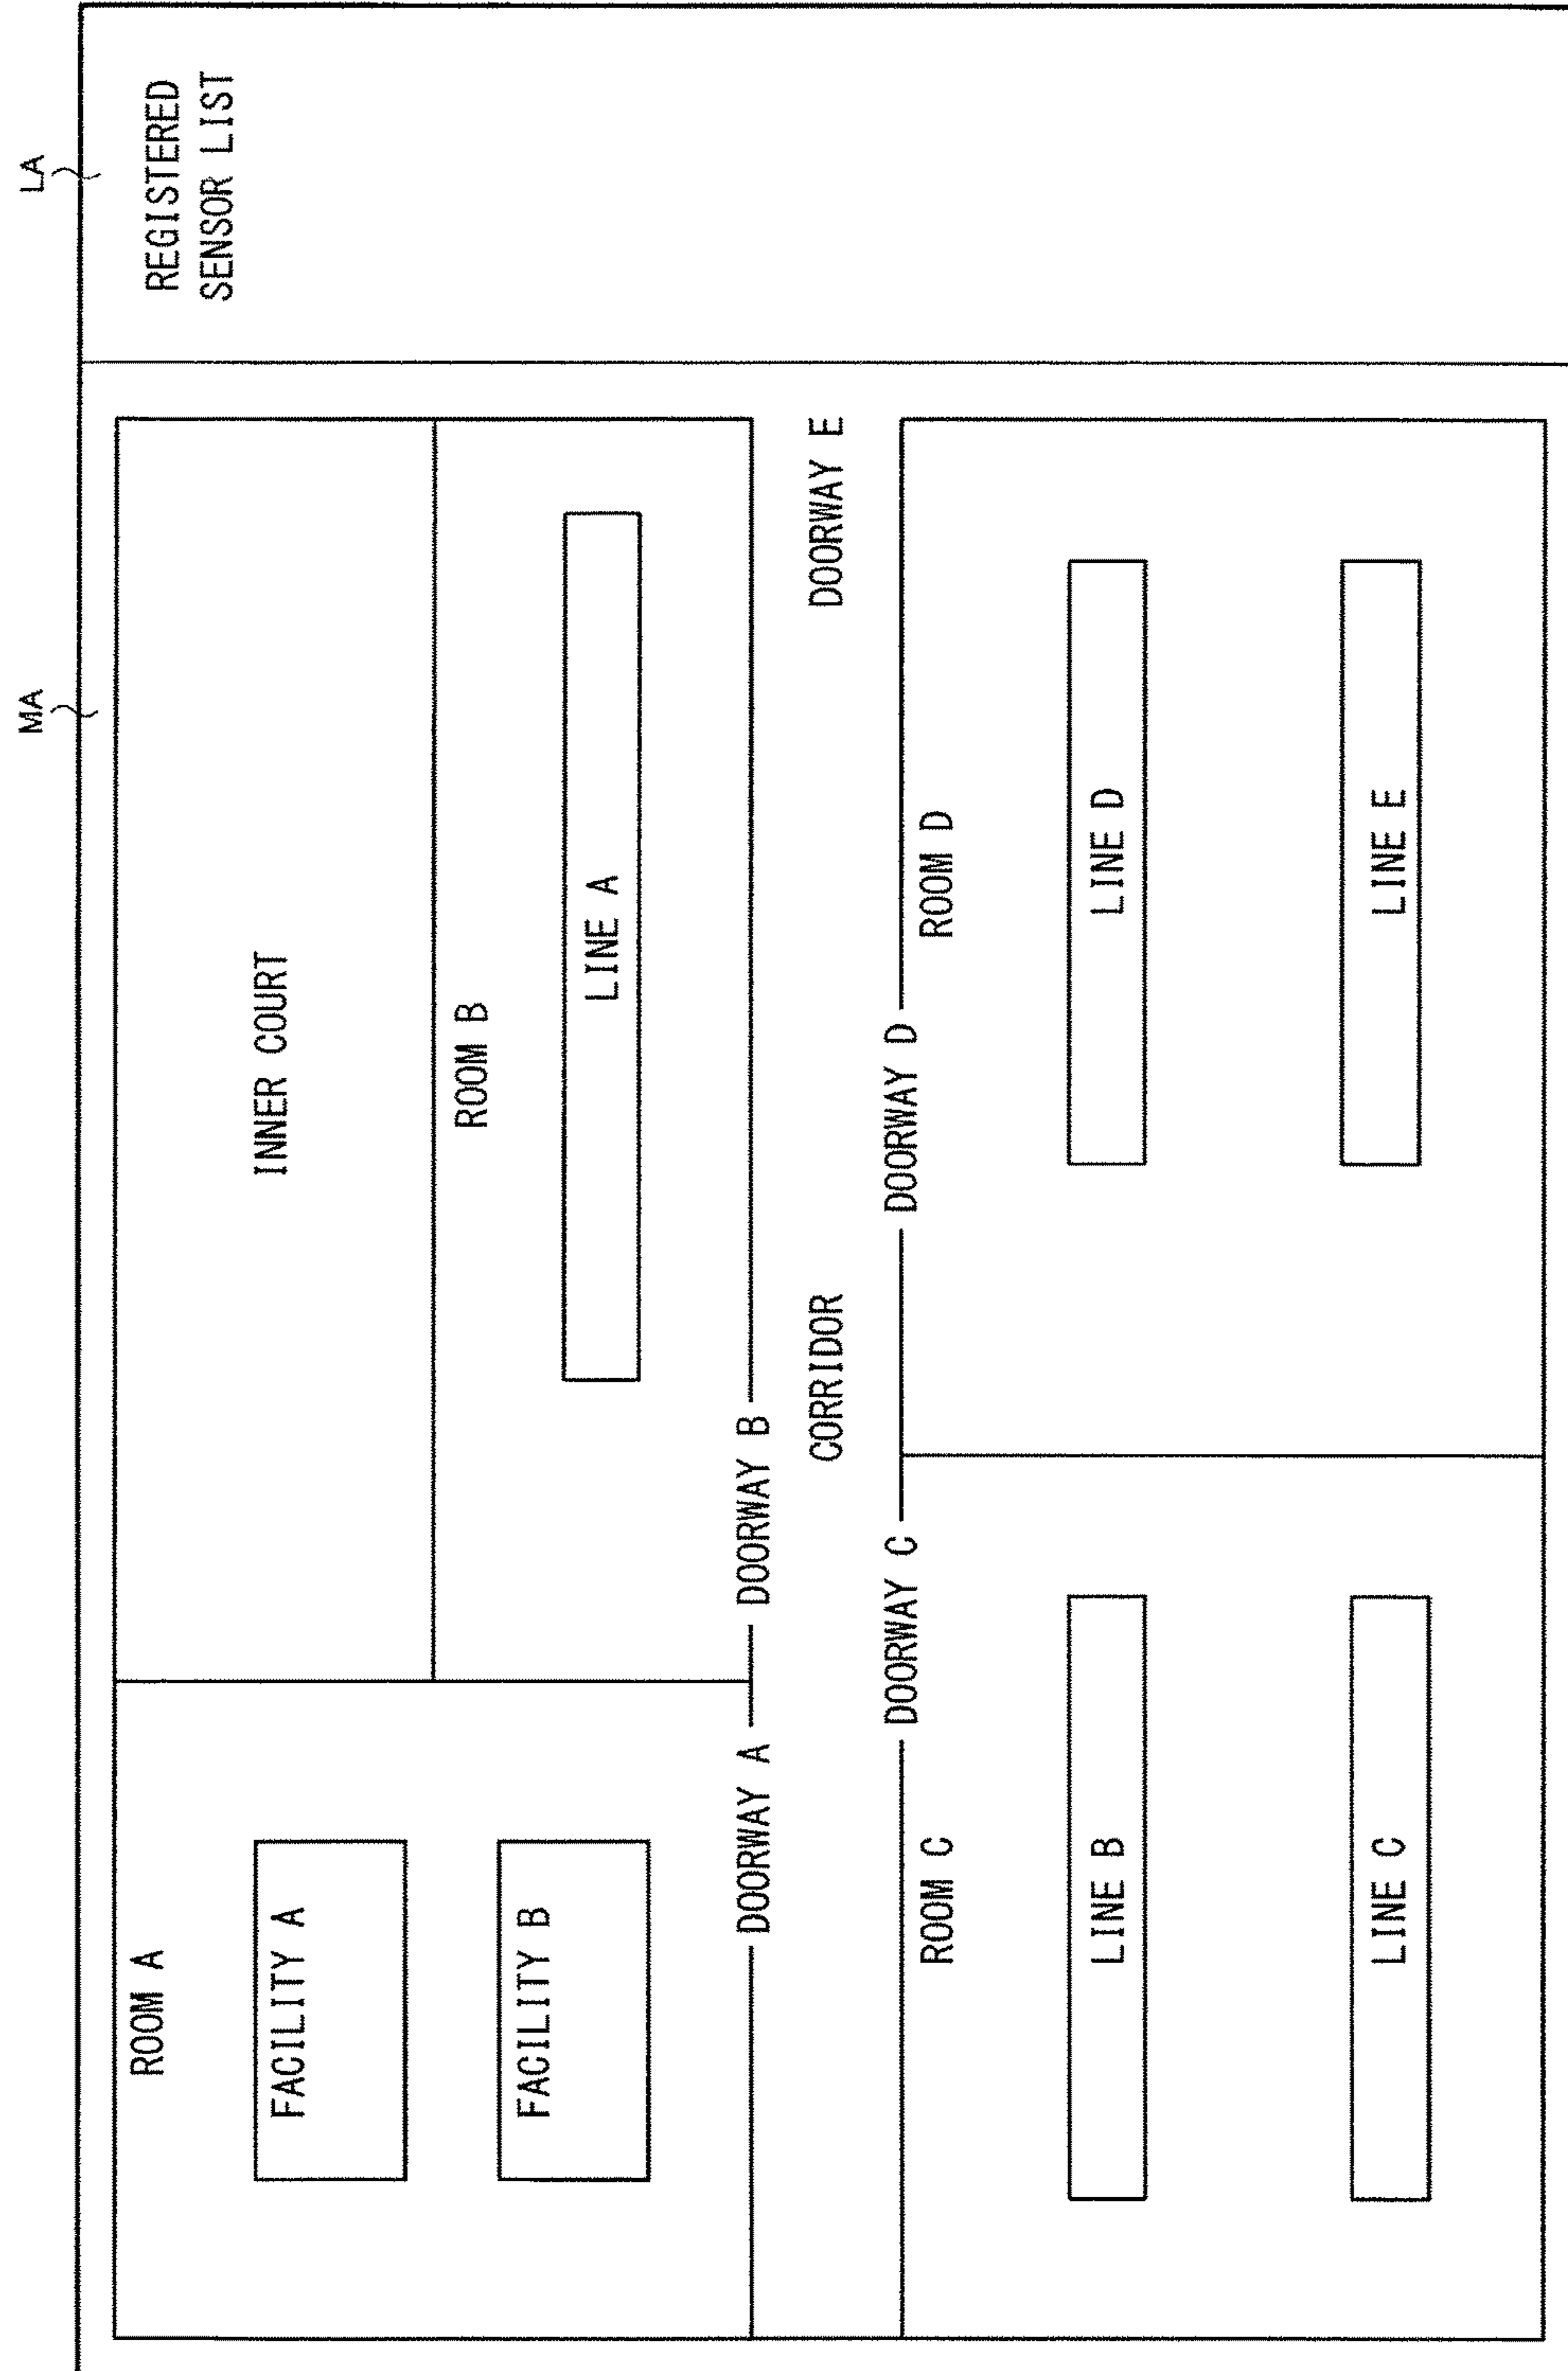 MA
LA
ROOM A
FACILITY A
FACILITY B
DOORWAY A
INNER COURT
ROOM B
LINE A
DOORWAY B
REGISTERED
SENSOR LIST
CORRIDOR
DOORWAY E
DOORWAY C
DOORWAY D
ROOM C
LINE B
LINE C
ROOM D
LINE D
LINE E